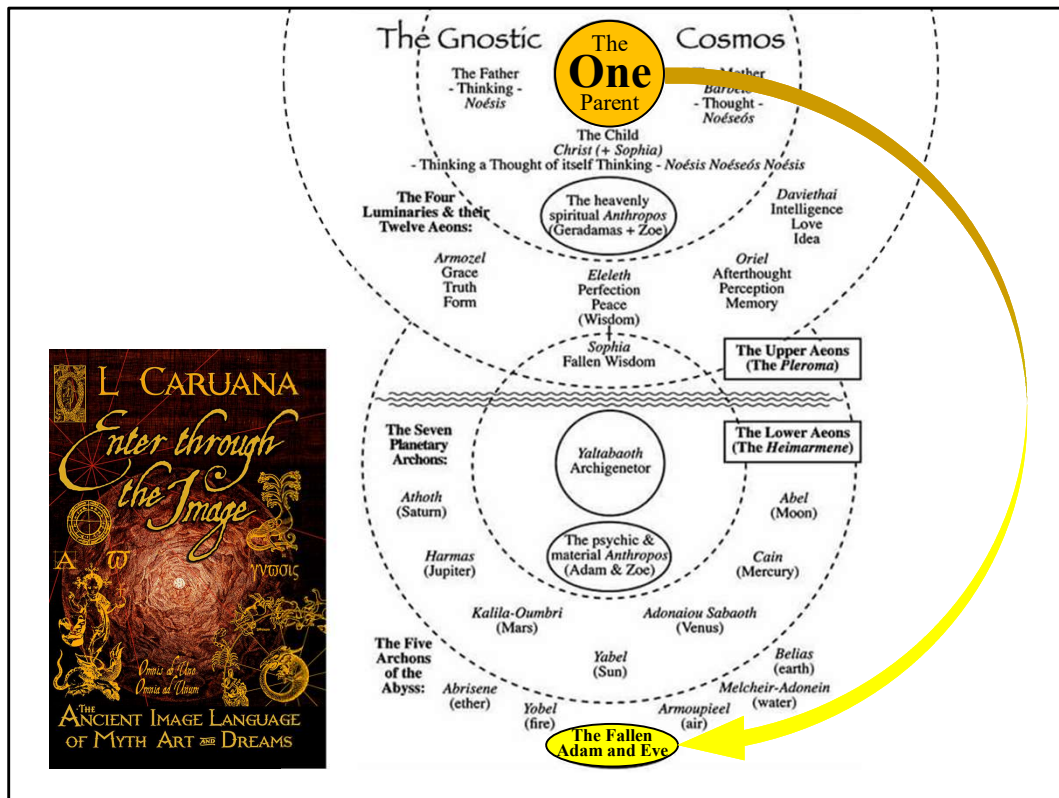 The Gnostic Cosmos
The
One
Parent
The Father
- Thinking -
Noésis
The Mother
Barbelo
- Thought -
Noéseós
The Child
Christ (+ Sophia)
- Thinking a Thought of itself Thinking - Noésis Noéseós Noésis
The heavenly
spiritual Anthropos
(Geradamas + Zoe)
The Four
Luminaries & their
Twelve Aeons:
Daviethai
Intelligence
Love
Idea
Armozel
Grace
Truth
Form
Eleleth
Perfection
Peace
(Wisdom)
Oriel
Afterthought
Perception
Memory
Sophia
Fallen Wisdom
The Upper Aeons
(The Pleroma)
The Seven
Planetary
Archons:
Yaltabaoth
Archigenetor
The Lower Aeons
(The Heimarmene)
Athoth
(Saturn)
Abel
(Moon)
The psychic &
material Anthropos
(Adam & Zoe)
Harmas
(Jupiter)
Cain
(Mercury)
Kalila-Oumbri
(Mars)
Adonaiou Sabaoth
(Venus)
The Five
Archons
of the
Abyss:
Yabel
(Sun)
Belias
(earth)
Abrisene
(ether)
Melcheir-Adonein
(water)
Yobel
(fire)
Armoupieel
(air)
The Fallen
Adam and Eve
L CARUANA
Enter through
the Image
A ϖ
γνωσις
Omnis ad Uno
Omnia ad Unum
THE
ANCIENT IMAGE LANGUAGE
OF MYTH ART AND DREAMS